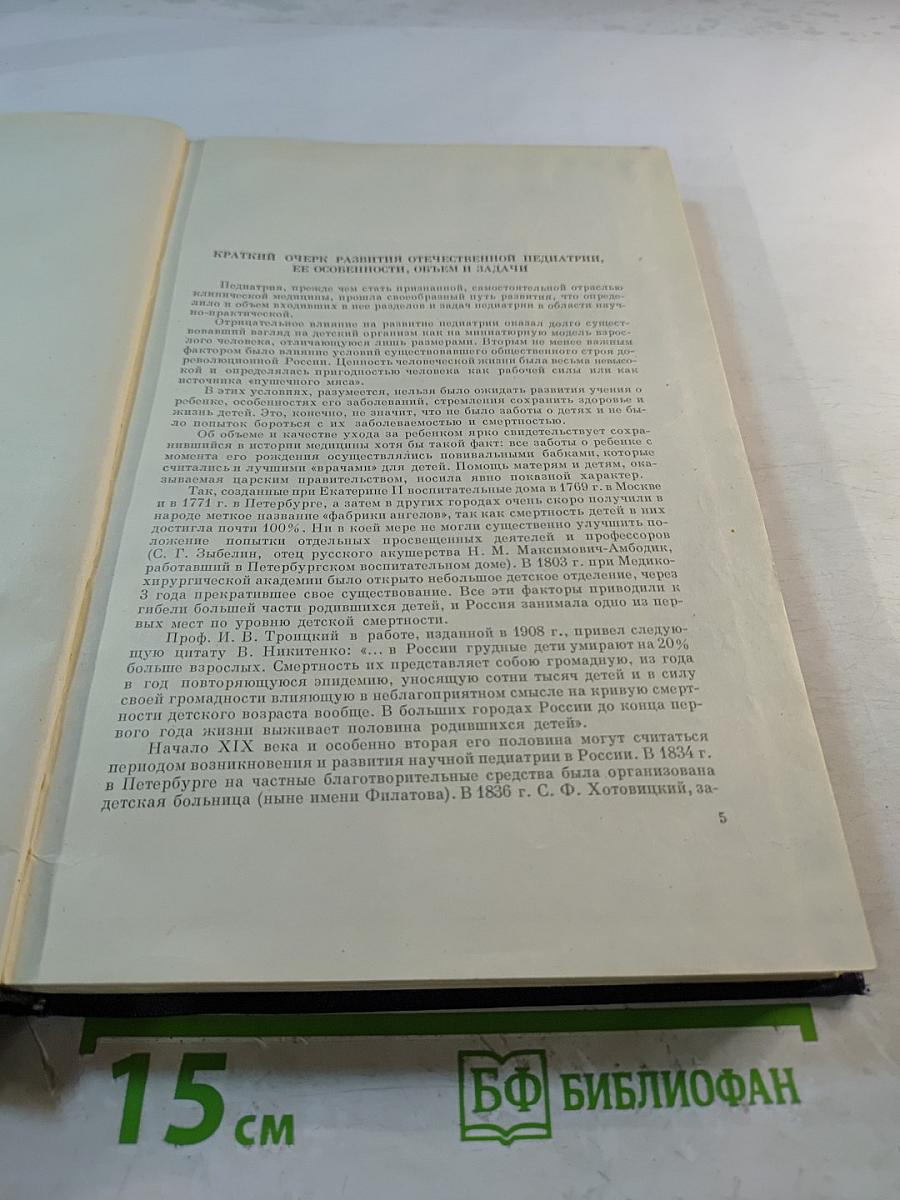 КРАТКИЙ ОЧЕРК РАЗВИТИЯ ОТЕЧЕСТВЕННОЙ ПЕДИАТРИИ,
ЕЕ ОСОБЕННОСТИ, ОБЪЕМ И ЗАДАЧИ
Педиатрия, прежде чем стать признанной, самостоятельной отраслью
клинической медицины, прошла своеобразный путь развития, что опреде-
лило и объем входивших в нее разделов и задач педиатрии в области науч-
но-практической.
Отрицательное влияние на развитие педиатрии оказал долго сущест-
вовавший взгляд на детский организм как на миниатюрную модель взрос-
лого человека, отличающуюся лишь размерами. Вторым не менее важным
фактором было влияние условий существовавшего общественного строя до-
революционной России. Ценность человеческой жизни была весьма невысо-
кой и определялась пригодностью человека как рабочей силы или как
источника «пушечного мяса».
В этих условиях, разумеется, нельзя было ожидать развития учения о
ребенке, особенностях его заболеваний, стремления сохранить здоровье и
жизнь детей. Это, конечно, не значит, что не было заботы о детях и не бы-
ло попыток бороться с их заболеваемостью и смертностью.
Об объеме и качестве ухода за ребенком ярко свидетельствует сохра-
нившийся в истории медицины хотя бы такой факт: все заботы о ребенке с
момента его рождения осуществлялись повивальными бабками, которые
считались и лучшими «врачами» для детей. Помощь матерям и детям, ока-
зываемая царским правительством, носила явно показной характер.
Так, созданные при Екатерине II воспитательные дома в 1769 г. в Москве
и в 1771 г. в Петербурге, а затем в других городах очень скоро получили в
народе меткое название «фабрики ангелов», так как смертность детей в них
достигла почти 100%. Ни в коей мере не могли существенно улучшить по-
ложение попытки отдельных просвещенных деятелей и профессоров
(С. Г. Зыбелин, отец русского акушерства Н. М. Максимович-Амбодик,
работавший в Петербургском воспитательном доме). В 1803 г. при Медико-
хирургической академии было открыто небольшое детское отделение, через
3 года прекратившее свое существование. Все эти факторы приводили к
гибели большей части родившихся детей, и Россия занимала одно из пер-
вых мест по уровню детской смертности.
Проф. И. В. Троицкий в работе, изданной в 1908 г., привел следую-
щую цитату В. Никитенко: «... в России грудные дети умирают на 20%
больше взрослых. Смертность их представляет собою громадную, из года
в год повторяющуюся эпидемию, уносящую сотни тысяч детей и в силу
своей громадности влияющую в неблагоприятном смысле на кривую смерт-
ности детского возраста вообще. В больших городах России до конца пер-
вого года жизни выживает половина родившихся детей».
Начало XIX века и особенно вторая его половина могут считаться
периодом возникновения и развития научной педиатрии в России. В 1834 г.
в Петербурге на частные благотворительные средства была организована
детская больница (ныне имени Филатова). В 1836 г. С. Ф. Хотовицкий, за-
5
15 см
БФ БИБЛИОФАН